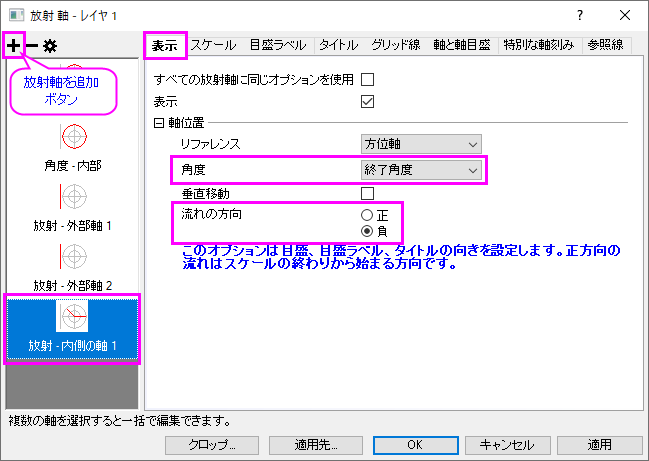 放射 軸 - レイヤ 1
? ×
放射軸を追加
ボタン
角度 - 内部
放射 - 外部軸 1
放射 - 外部軸 2
放射 - 内側の軸 1
表示 スケール 目盛ラベル タイトル グリッド線 軸と軸目盛 特別な軸刻み 参照線
すべての放射軸に同じオプションを使用
表示
軸位置
リファレンス 方位軸
角度 終了角度
垂直移動
流れの方向 正
負
このオプションは目盛、目盛ラベル、タイトルの向きを設定します。正方向の
流れはスケールの終わりから始まる方向です。
複数の軸を選択すると一括で編集できます。
クロップ... 適用先... OK キャンセル 適用